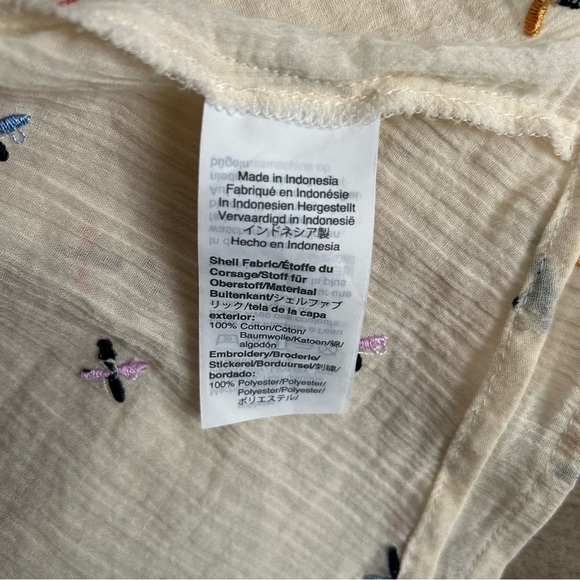 Made in Indonesia
Fabriqué en Indonésie
In Indonesien Hergestellt
Vervaardigd in Indonesië
インドネシア製
Hecho en Indonesia
Shell Fabric/Étoffe du
Corsage/Stoff für
Oberstoff/Materiaal
Buitenkant/シェルファブ
リック/tela de la capa
exterior:
100% Cotton/Coton/
Baumwolle/Katoen/綿/
algodón
Embroidery/Broderie/
Stickerei/Borduursel/刺繍/
bordado:
100% Polyester/Polyester/
Polyester/Polyester/
ポリエステル/